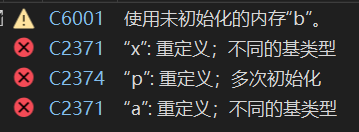 C6001 使用未初始化的内存“b”。
C2371 “x”: 重定义；不同的基类型
C2374 “p”: 重定义；多次初始化
C2371 “a”: 重定义；不同的基类型